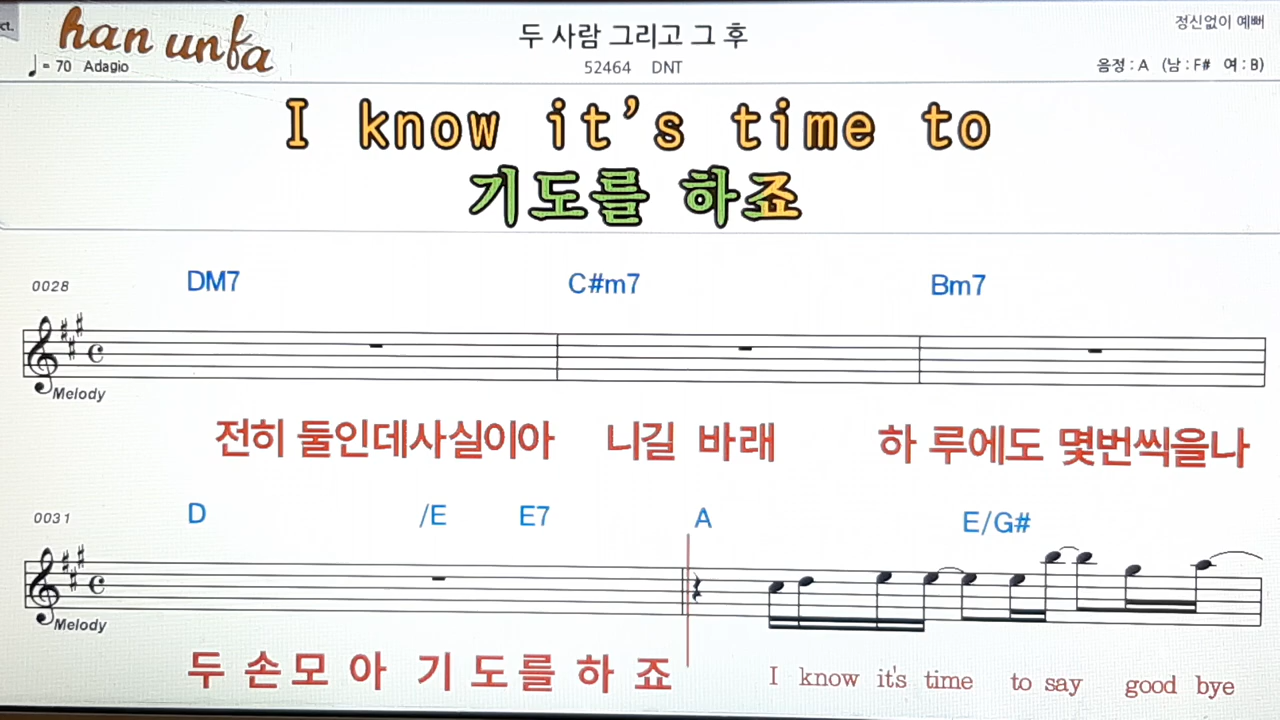 ct.
han unfa
두 사람 그리고 그 후
정신없이 예뻐
♩= 70 Adagio
52464 DNT
음정 : A (남 : F# 여 : B)
I know it's time to
기도를 하죠
0028
DM7 C#m7 Bm7
Melody
전히 둘인데사실이아 니길 바래 하 루에도 몇번씩을나
0031
D /E E7 A E/G#
Melody
두 손모 아 기 도를 하 죠 I know it's time to say good bye